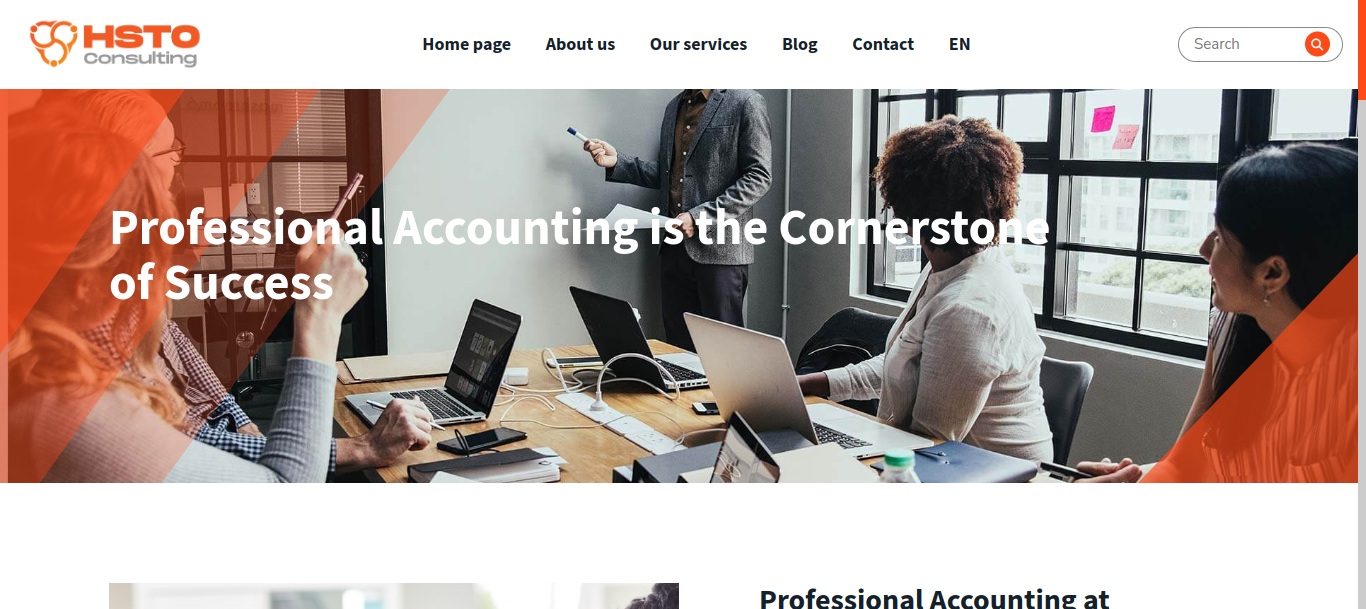 HSTO
Consulting
Home page
About us
Our services
Blog
Contact
EN
Search
Professional Accounting is the Cornerstone
of Success
Professional Accounting at